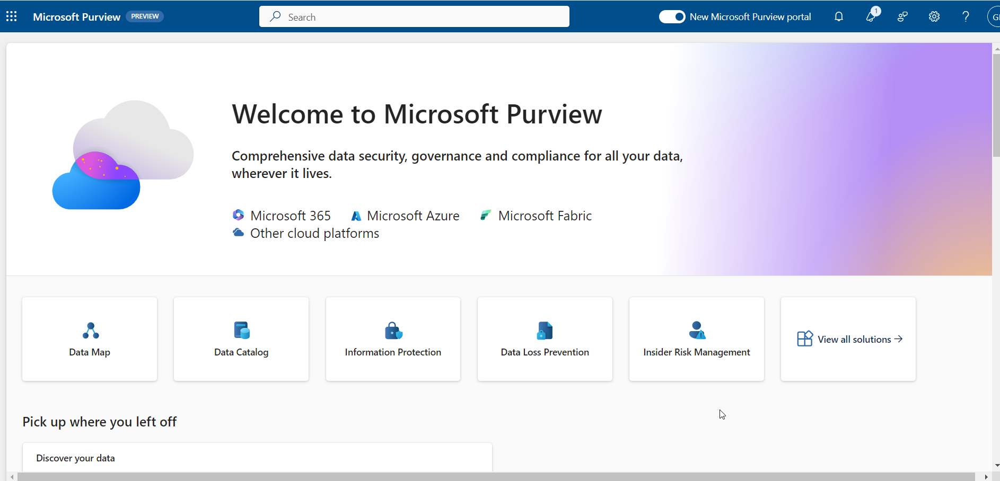 Microsoft Purview PREVIEW
Search
New Microsoft Purview portal
1
Welcome to Microsoft Purview
Comprehensive data security, governance and compliance for all your data,
wherever it lives.
Microsoft 365 Microsoft Azure Microsoft Fabric
Other cloud platforms
Data Map
Data Catalog
Information Protection
Data Loss Prevention
Insider Risk Management
View all solutions →
Pick up where you left off
Discover your data